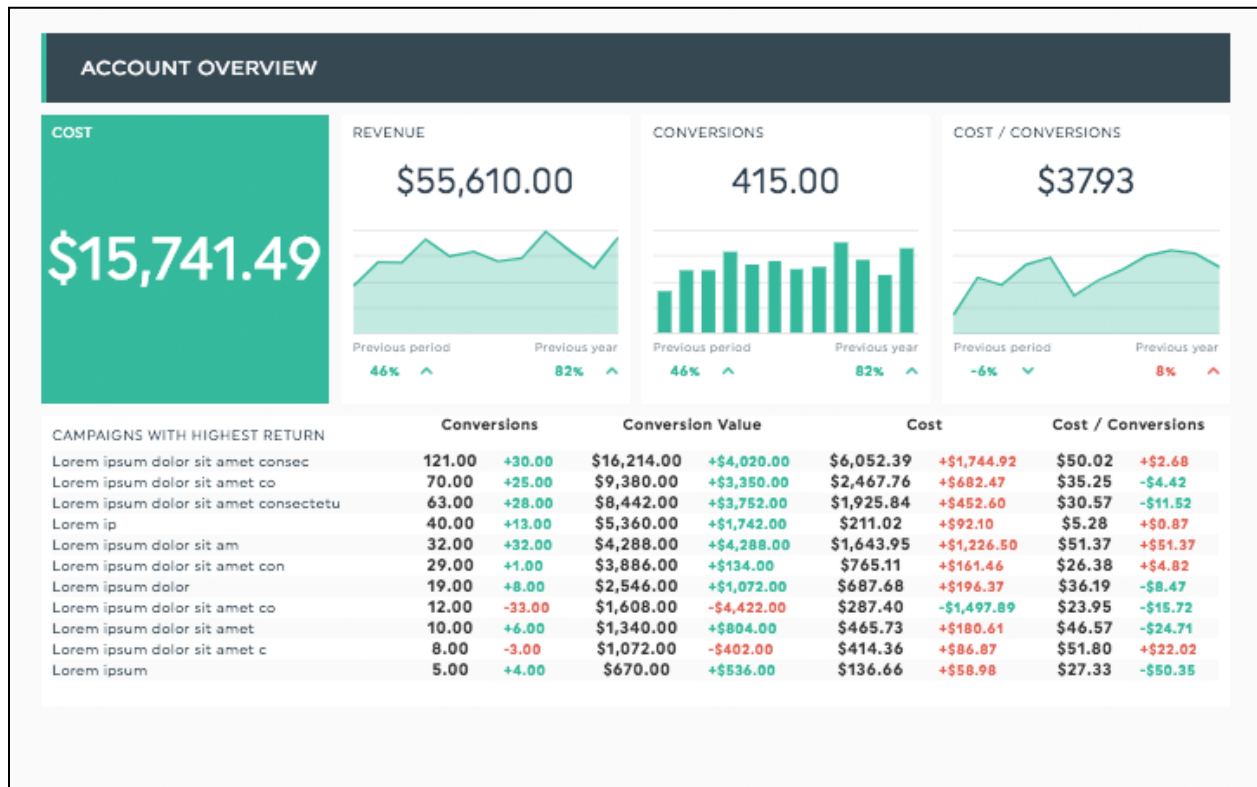 ACCOUNT OVERVIEW
COST
$15,741.49
REVENUE
$55,610.00
Previous period Previous year
46% 82%
CONVERSIONS
415.00
Previous period Previous year
46% 82%
COST / CONVERSIONS
$37.93
Previous period Previous year
-6% 8%
CAMPAIGNS WITH HIGHEST RETURN Conversions Conversion Value Cost Cost / Conversions
Lorem ipsum dolor sit amet consec 121.00 +30.00 $16,214.00 +$4,020.00 $6,052.39 +$1,744.92 $50.02 +$2.68
Lorem ipsum dolor sit amet co 70.00 +25.00 $9,380.00 +$3,350.00 $2,467.76 +$682.47 $35.25 -$4.42
Lorem ipsum dolor sit amet consectetu 63.00 +28.00 $8,442.00 +$3,752.00 $1,925.84 +$452.60 $30.57 -$11.52
Lorem ip 40.00 +13.00 $5,360.00 +$1,742.00 $211.02 +$92.10 $5.28 +$0.87
Lorem ipsum dolor sit am 32.00 +32.00 $4,288.00 +$4,288.00 $1,643.95 +$1,226.50 $51.37 +$51.37
Lorem ipsum dolor sit amet con 29.00 +1.00 $3,886.00 +$134.00 $765.11 +$161.46 $26.38 +$4.82
Lorem ipsum dolor 19.00 +8.00 $2,546.00 +$1,072.00 $687.68 +$196.37 $36.19 -$8.47
Lorem ipsum dolor sit amet co 12.00 -33.00 $1,608.00 -$4,422.00 $287.40 -$1,497.89 $23.95 -$15.72
Lorem ipsum dolor sit amet 10.00 +6.00 $1,340.00 +$804.00 $465.73 +$180.61 $46.57 -$24.71
Lorem ipsum dolor sit amet c 8.00 -3.00 $1,072.00 -$402.00 $414.36 +$86.87 $51.80 +$22.02
Lorem ipsum 5.00 +4.00 $670.00 +$536.00 $136.66 +$58.98 $27.33 -$50.35